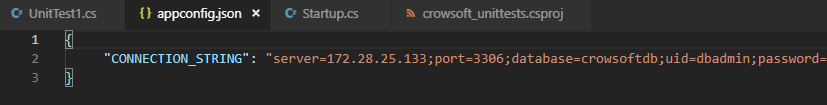 UnitTest1.cs
appconfig.json
Startup.cs
crowsoft_unittests.csproj
1 {
2 "CONNECTION_STRING": "server=172.28.25.133;port=3306;database=crowsoftdb;uid=dbadmin;password=
3 }